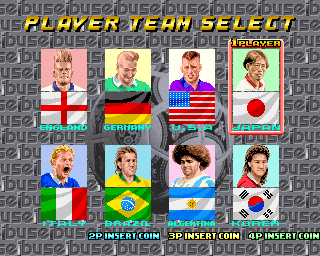 PLAYER TEAM SELECT
1PLAYER
ENGLAND GERMANY U.S.A JAPAN
ITALY BRAZIL ARGENTINA KOREA
2P INSERT COIN 3P INSERT COIN 4P INSERT COIN